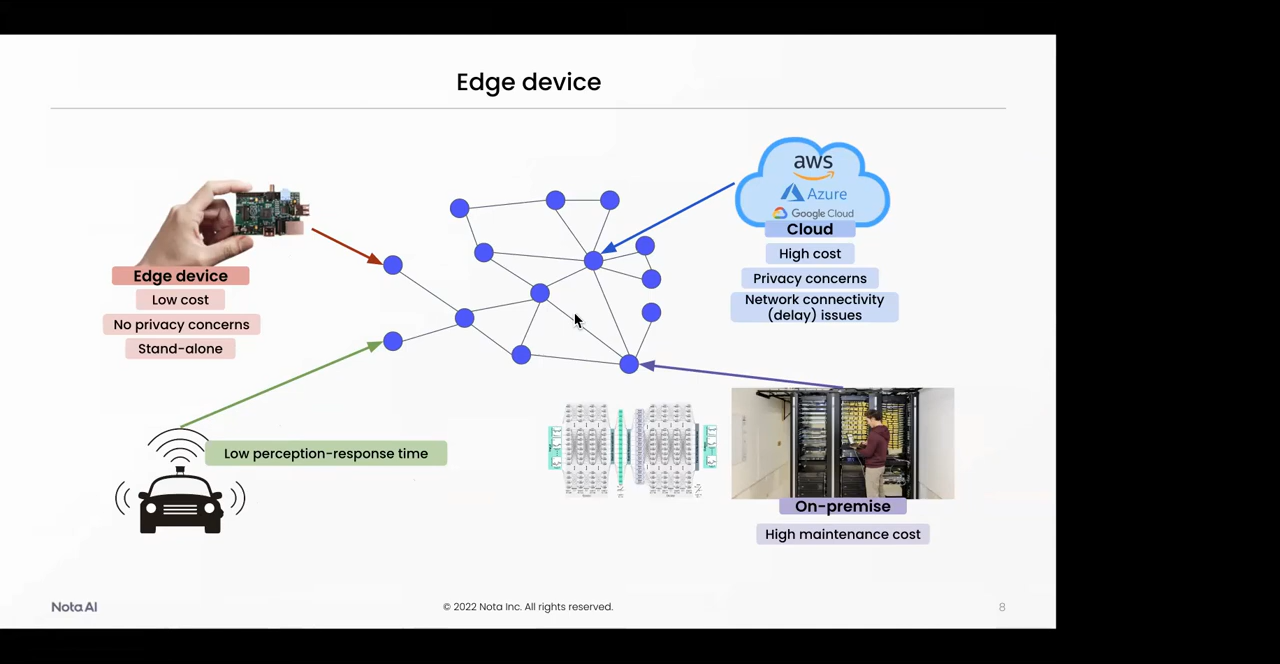 Edge device
aws
Azure
Google Cloud
Cloud
High cost
Privacy concerns
Network connectivity
(delay) issues
Edge device
Low cost
No privacy concerns
Stand-alone
Low perception-response time
On-premise
High maintenance cost
Nota AI
© 2022 Nota Inc. All rights reserved.
8